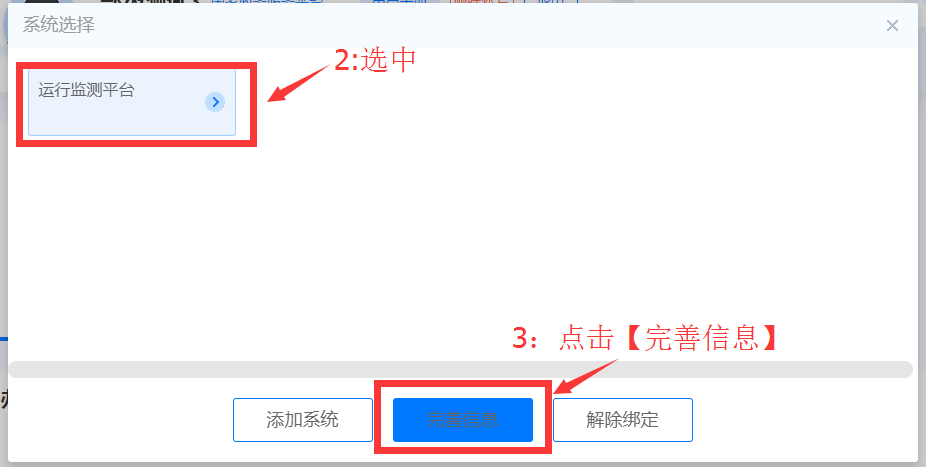 系统选择
2:选中
运行监测平台
3：点击【完善信息】
添加系统
完善信息
解除绑定